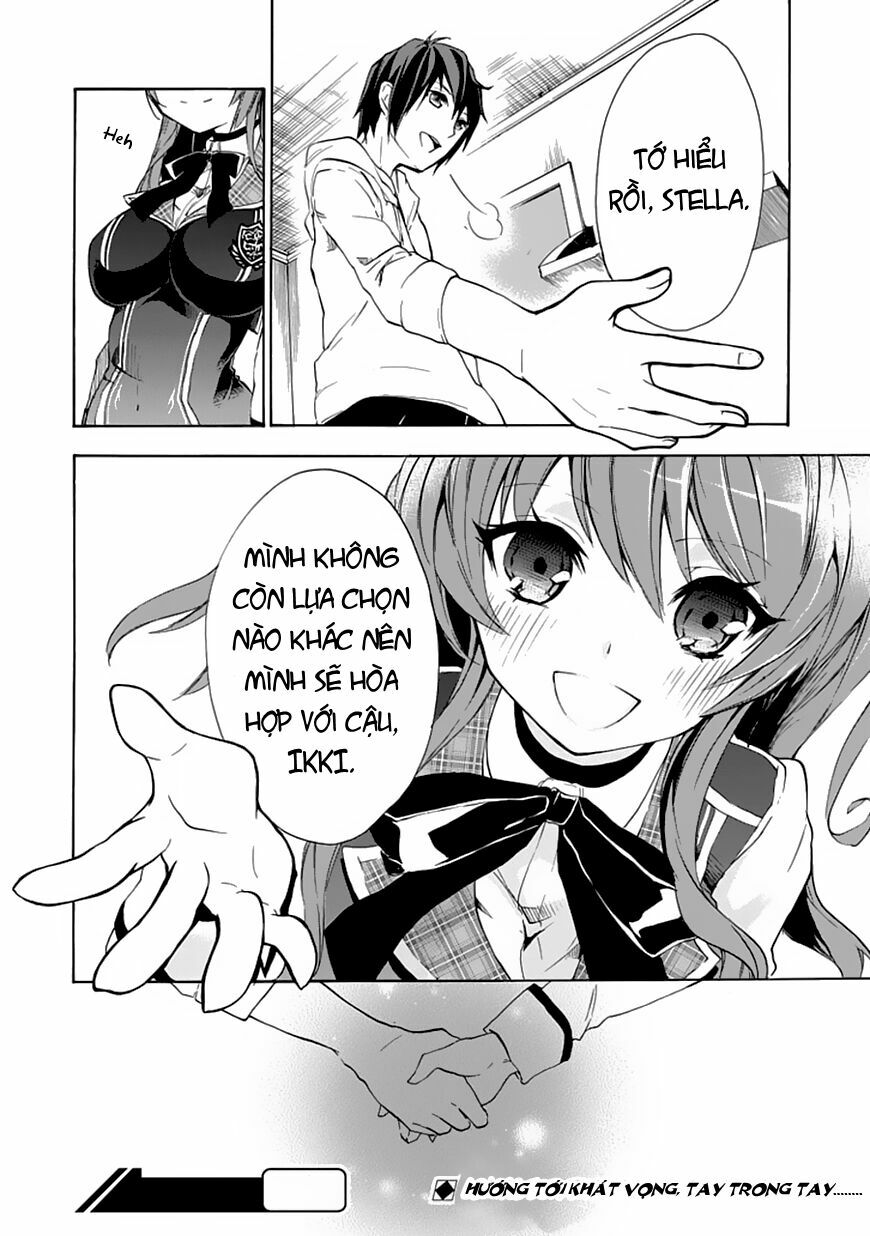 Heh
TỚ HIỂU
RỒI, STELLA.
MÌNH KHÔNG
CÒN LỰA CHỌN
NÀO KHÁC NÊN
MÌNH SẼ HÒA
HỢP VỚI CẬU,
IKKI.
HƯỚNG TỚI KHÁT VỌNG, TAY TRONG TAY........